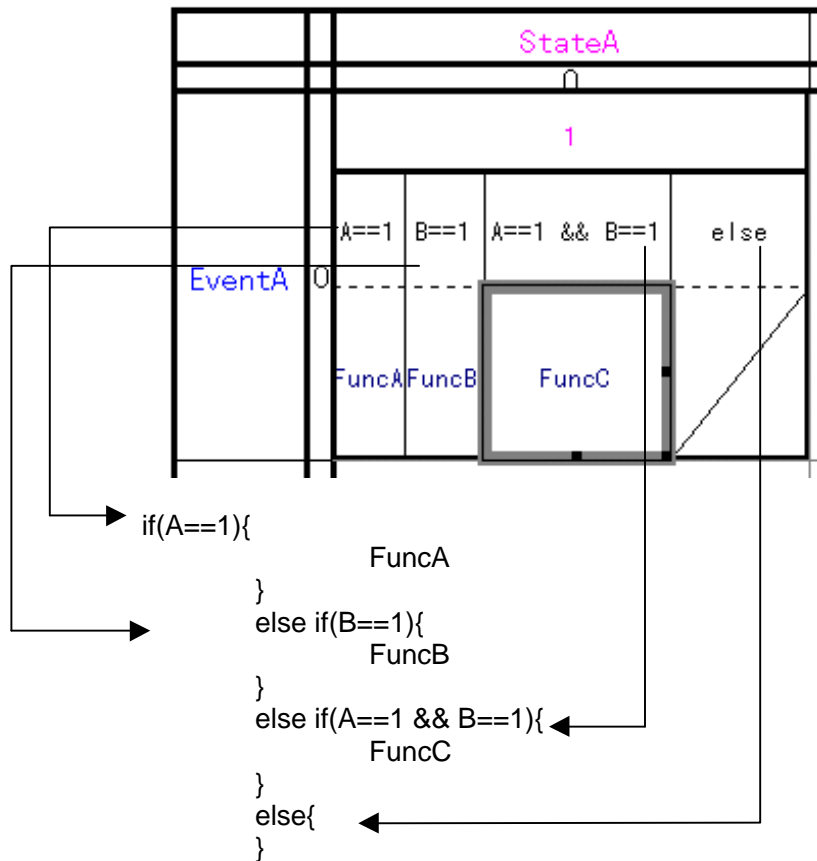 StateA
0
1
A==1 B==1 A==1 && B==1 else
EventA 0
FuncA FuncB FuncC
if(A==1){
FuncA
}
else if(B==1){
FuncB
}
else if(A==1 && B==1){
FuncC
}
else{
}